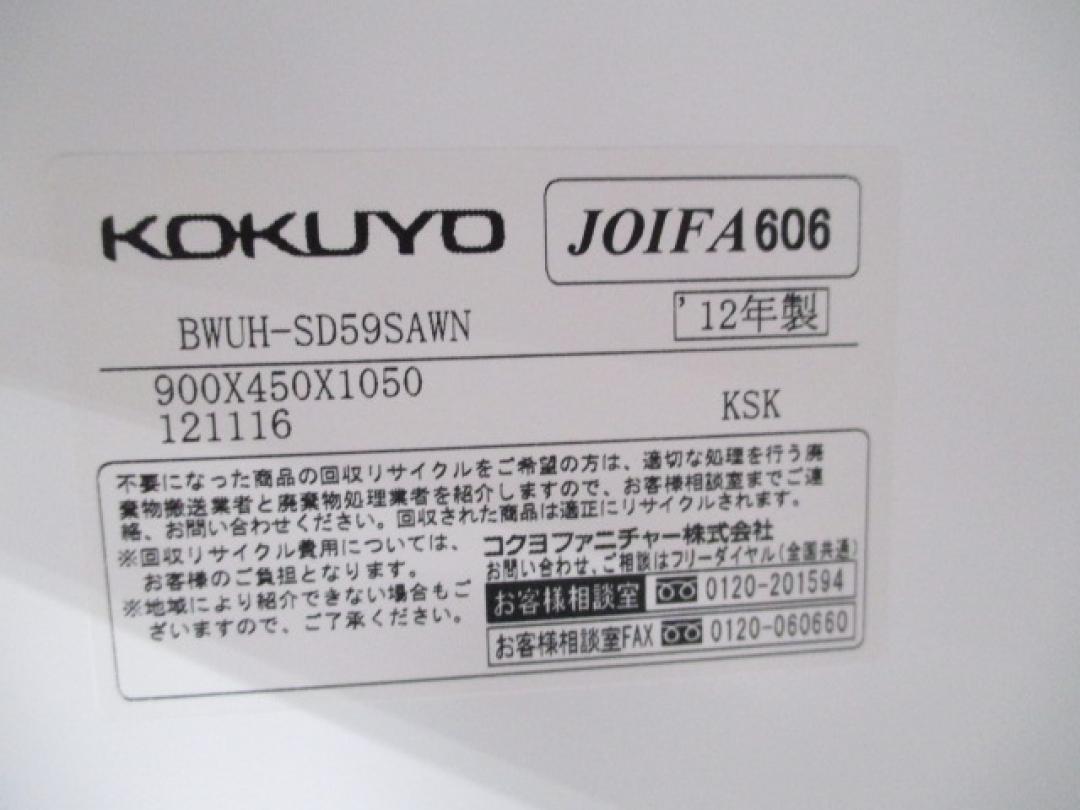 KOKUYO
JOIFA606
BWUH-SD59SAWN
'12年製
900X450X1050
121116
KSK
不要になった商品の回収リサイクルをご希望の方は、適切な処理を行う廃
棄物搬送業者と廃棄物処理業者を紹介しますので、お客様相談室までご連
絡、お問い合わせください。回収された商品は適正にリサイクルされます。
※回収リサイクル費用については、
お客様のご負担となります。
※地域により紹介できない場合もご
ざいますので、ご了承ください。
コクヨファニチャー株式会社
お問い合わせ、ご相談はフリーダイヤル(全国共通)
お客様相談室 0120-201594
お客様相談室FAX 0120-060660